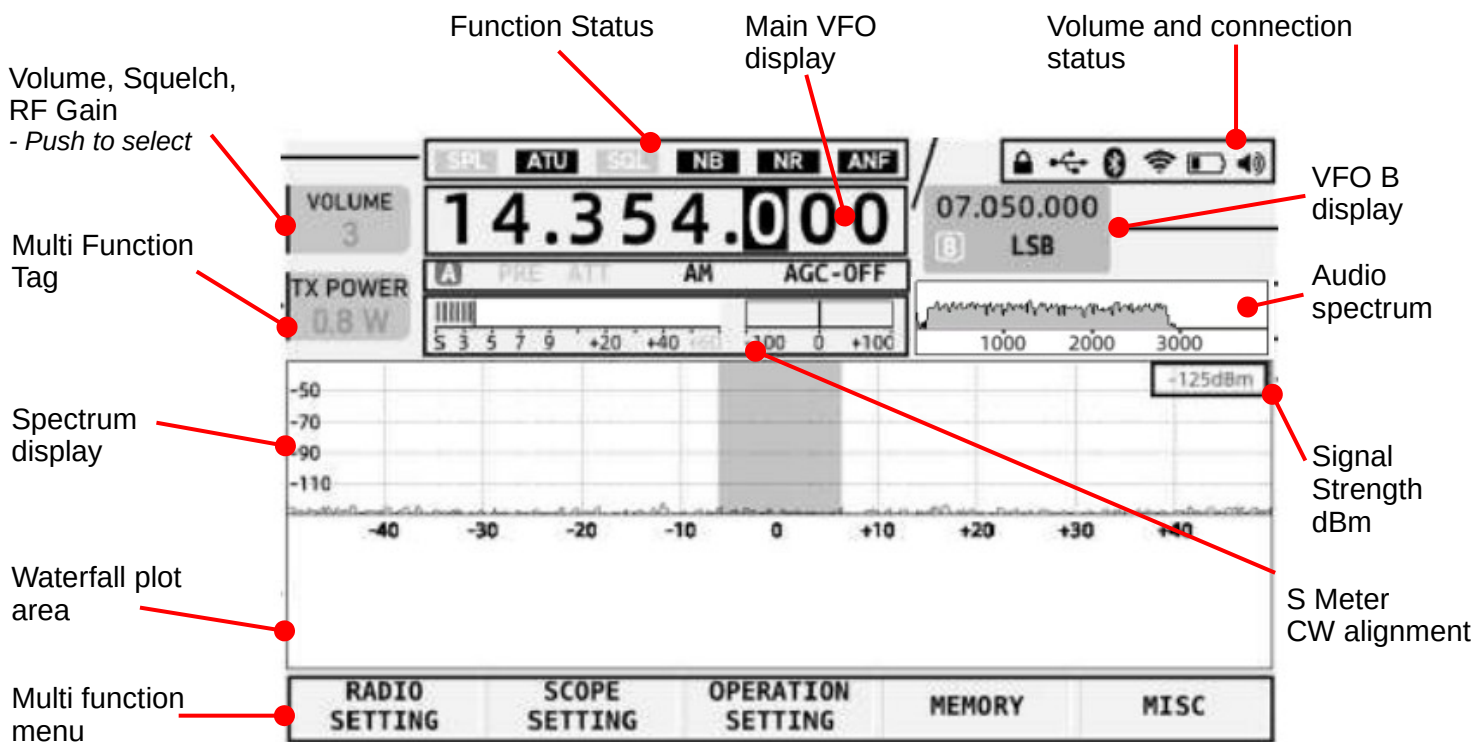 Function Status
Main VFO
display
Volume and connection
status
Volume, Squelch,
RF Gain
- Push to select
SPL ATU SQL NB NR ANF
VFO B
display
VOLUME
3
14.354.000
07.050.000
B LSB
Multi Function
Tag
A PRE ATT AM AGC-OFF
TX POWER
0.8 W
Audio
spectrum
S 3 5 7 9 +20 +40 +60
-100 0 +100
1000 2000 3000
-125dBm
-50
-70
-90
-110
Spectrum
display
Signal
Strength
dBm
-40 -30 -20 -10 0 +10 +20 +30 +40
Waterfall plot
area
S Meter
CW alignment
Multi function
menu
RADIO
SETTING
SCOPE
SETTING
OPERATION
SETTING
MEMORY
MISC